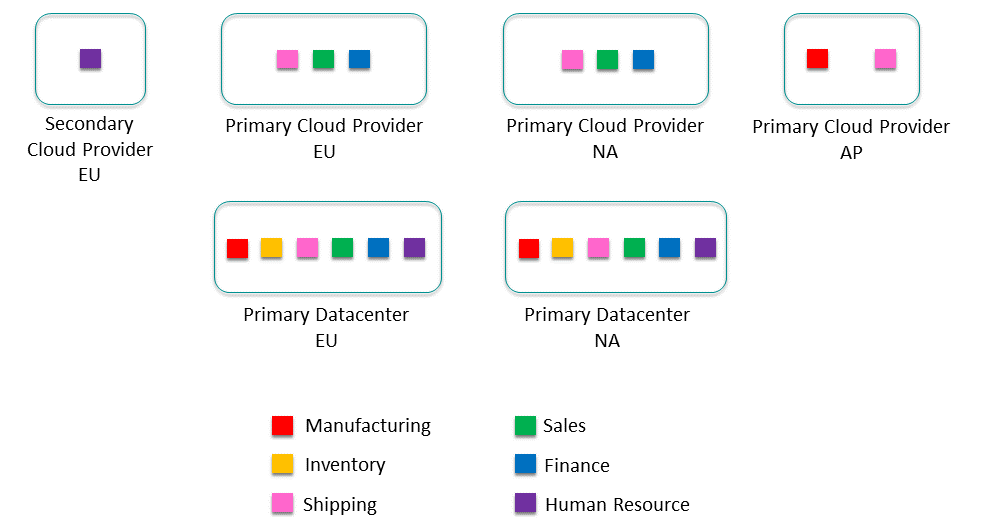 Secondary
Cloud Provider
EU
Primary Cloud Provider
EU
Primary Cloud Provider
NA
Primary Cloud Provider
AP
Primary Datacenter
EU
Primary Datacenter
NA
Manufacturing
Inventory
Shipping
Sales
Finance
Human Resource